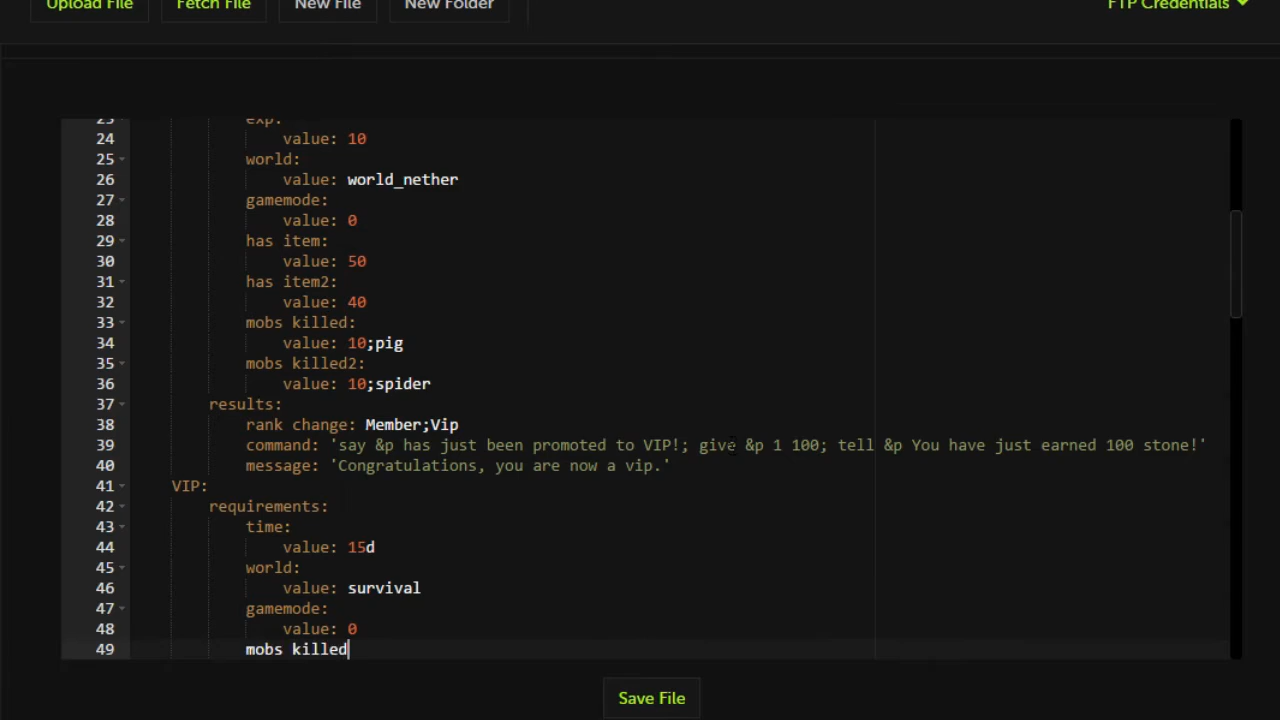 Upload File Fetch File New File New Folder FTP Credentials
23 exp:
24 value: 10
25 world:
26 value: world_nether
27 gamemode:
28 value: 0
29 has item:
30 value: 50
31 has item2:
32 value: 40
33 mobs killed:
34 value: 10;pig
35 mobs killed2:
36 value: 10;spider
37 results:
38 rank change: Member;Vip
39 command: 'say &p has just been promoted to VIP!; give &p 1 100; tell &p You have just earned 100 stone!'
40 message: 'Congratulations, you are now a vip.'
41 VIP:
42 requirements:
43 time:
44 value: 15d
45 world:
46 value: survival
47 gamemode:
48 value: 0
49 mobs killed
Save File